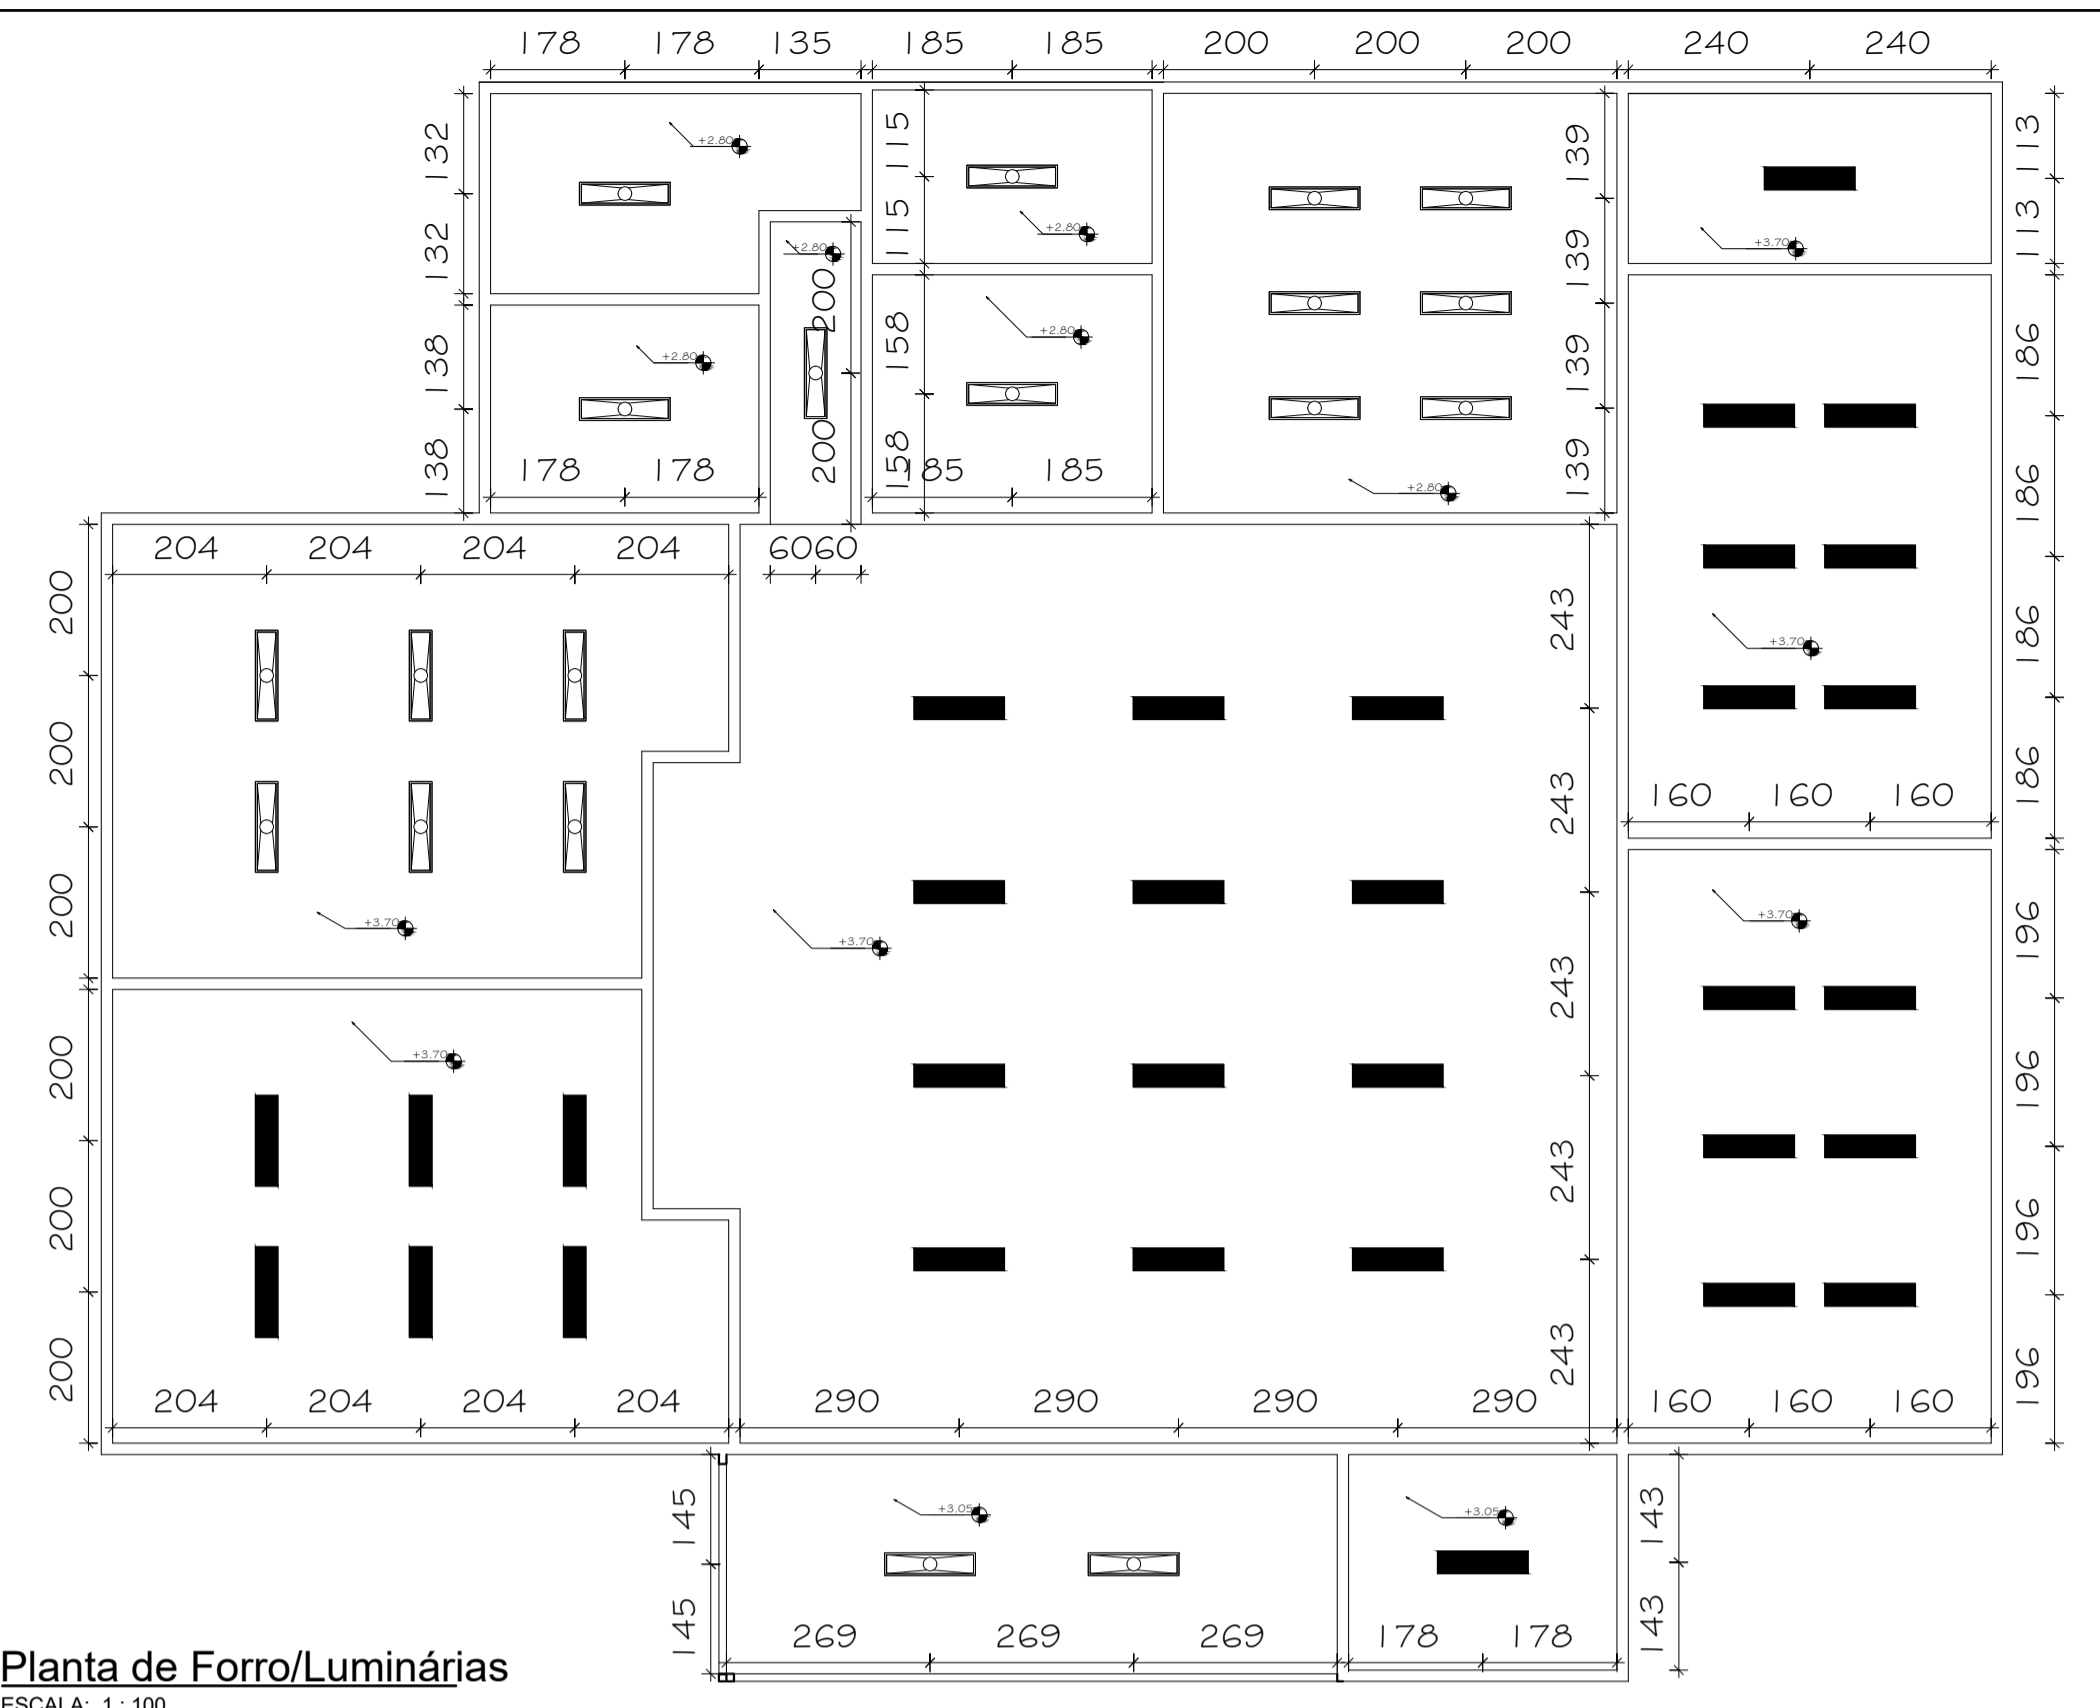 178 178 135 185 185 200 200 200 240 240
132 115 139 113
+2.80
132 115 139 113
+2.80
+2.80
+2.80
+3.70
138 200 158 139 186
+2.80
+2.80
138 200 158 139 186
178 178 185 185
+2.80
204 204 204 204 6060
200 243 186
+3.70
200 243 186
160 160 160
200 243 196
+3.70
+3.70
+3.70
200 243 196
+3.70
200 243 196
200 243 196
204 204 204 204 290 290 290 290 160 160 160
145 143
+3.05
+3.05
145 143
269 269 269 178 178
Planta de Forro/Luminárias
ESCALA: 1 : 100